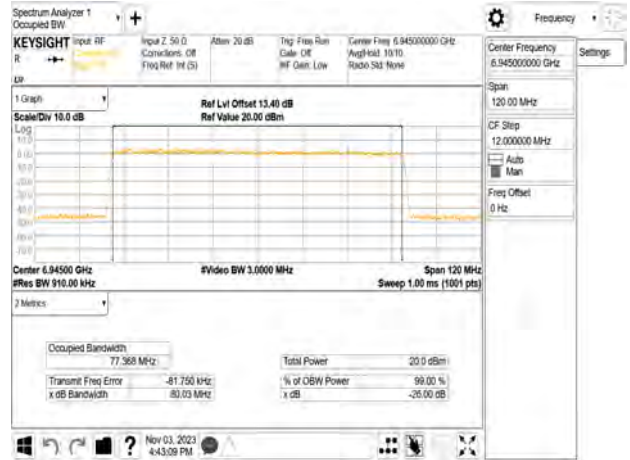 Spectrum Analyzer 1
Occupied BW
KEYSIGHT Input: RF
R
Input Z: 50 Ω
Corrections: Off
Freq Ref: Int (S)
Atten: 20 dB
Trig: Free Run
Gate: Off
#IF Gain: Low
Center Freq: 6.945000000 GHz
Avg|Hold: 10/10
Radio Std: None
1 Graph
Scale/Div 10.0 dB
Ref Lvl Offset 13.40 dB
Ref Value 20.00 dBm
Log
Center 6.94500 GHz
#Res BW 910.00 kHz
#Video BW 3.0000 MHz
Span 120 MHz
Sweep 1.00 ms (1001 pts)
2 Metrics
Occupied Bandwidth
77.368 MHz
Total Power 20.0 dBm
Transmit Freq Error -81.750 kHz
% of OBW Power 99.00 %
x dB Bandwidth 80.03 MHz
x dB -26.00 dB
Nov 03, 2023
4:43:09 PM
Frequency
Center Frequency
6.945000000 GHz
Settings
Span
120.00 MHz
CF Step
12.000000 MHz
Auto
Man
Freq Offset
0 Hz